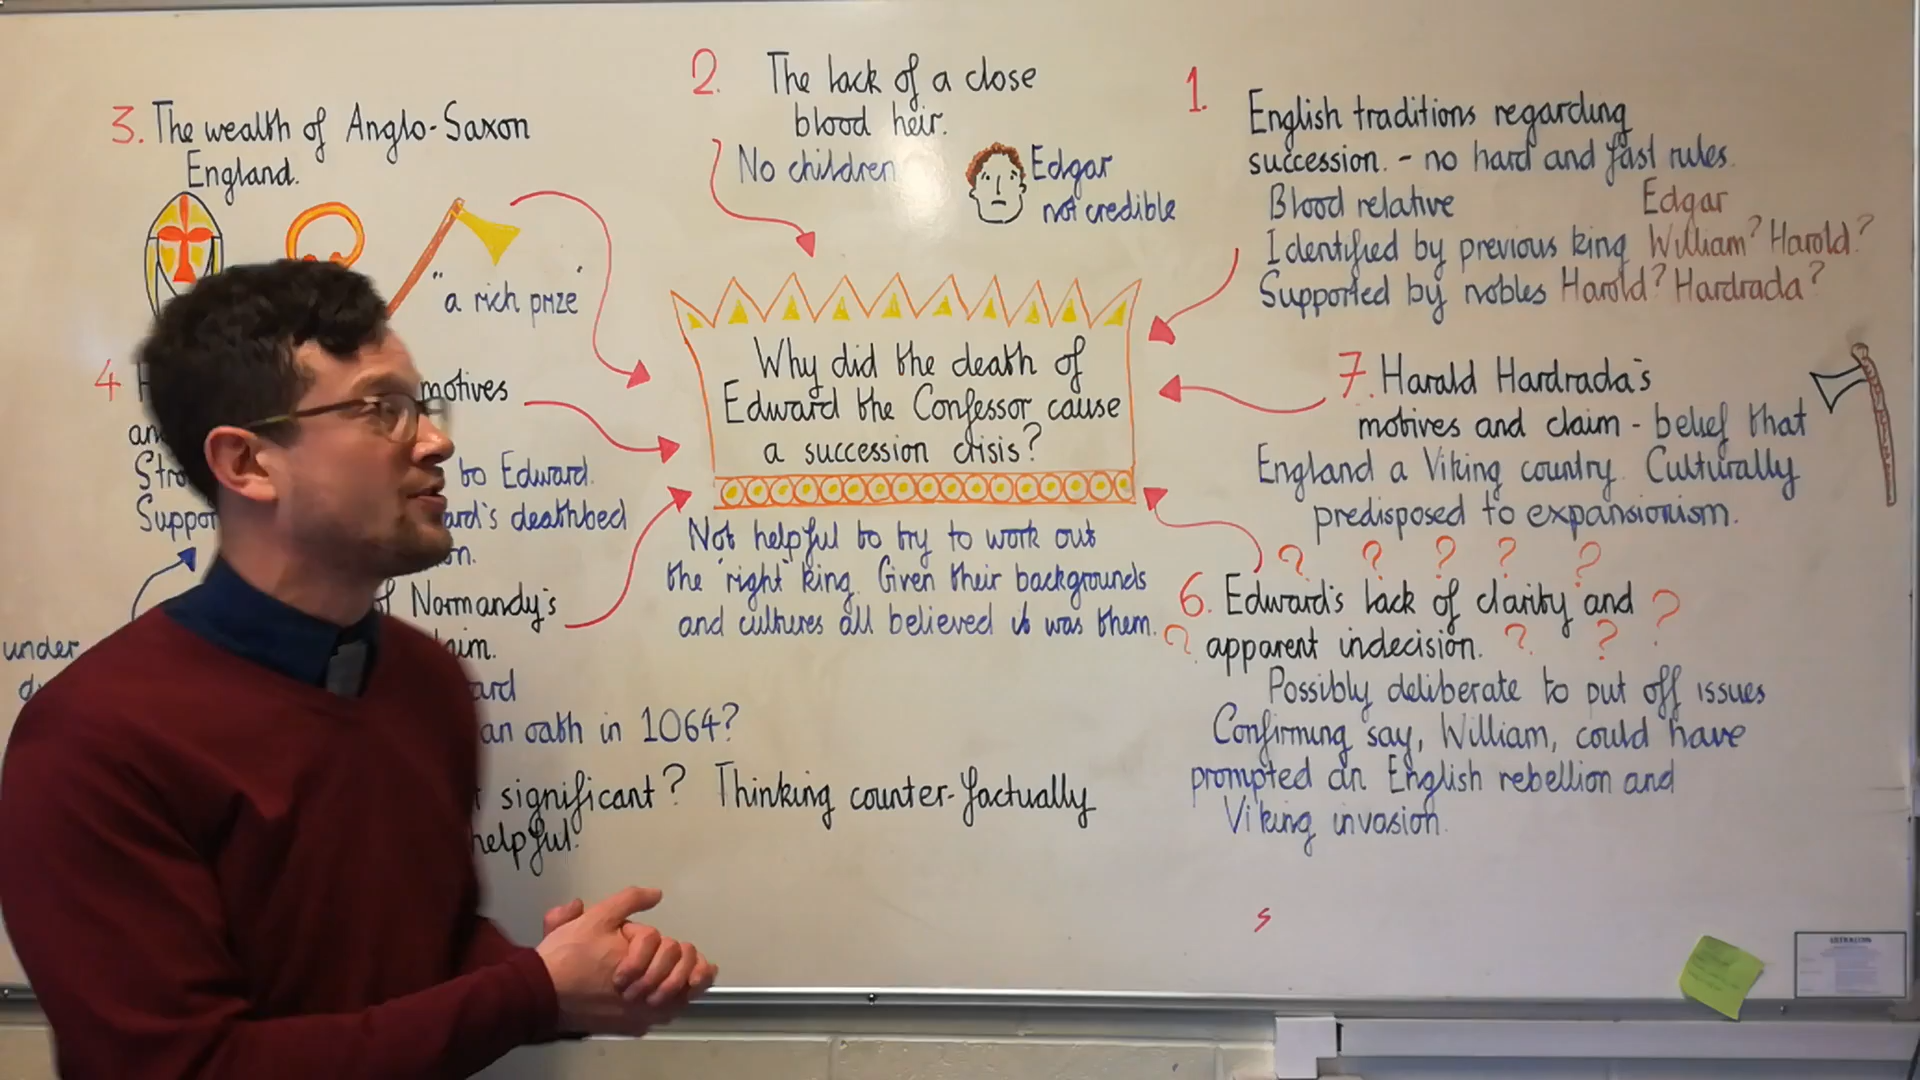 2. The lack of a close
blood heir.
No children
Edgar
not credible
1.
English traditions regarding
succession. - no hard and fast rules.
Blood relative Edgar
Identified by previous king William? Harold?
Supported by nobles Harold? Hardrada?
3. The wealth of Anglo-Saxon
England.
"a rich prize"
Why did the death of
Edward the Confessor cause
a succession crisis?
Not helpful to try to work out
the "right" king. Given their backgrounds
and cultures all believed it was them.
4 motives
to Edward.
deathbed
Normandy's
under
an oath in 1064?
significant? Thinking counter-factually
helpful.
7. Harald Hardrada's
motives and claim - belief that
England a Viking country. Culturally
predisposed to expansionism.
? ? ? ? ?
6. Edward's lack of clarity and ?
? apparent indecision. ? ?
Possibly deliberate to put off issues
Confirming say, William, could have
prompted an English rebellion and
Viking invasion.